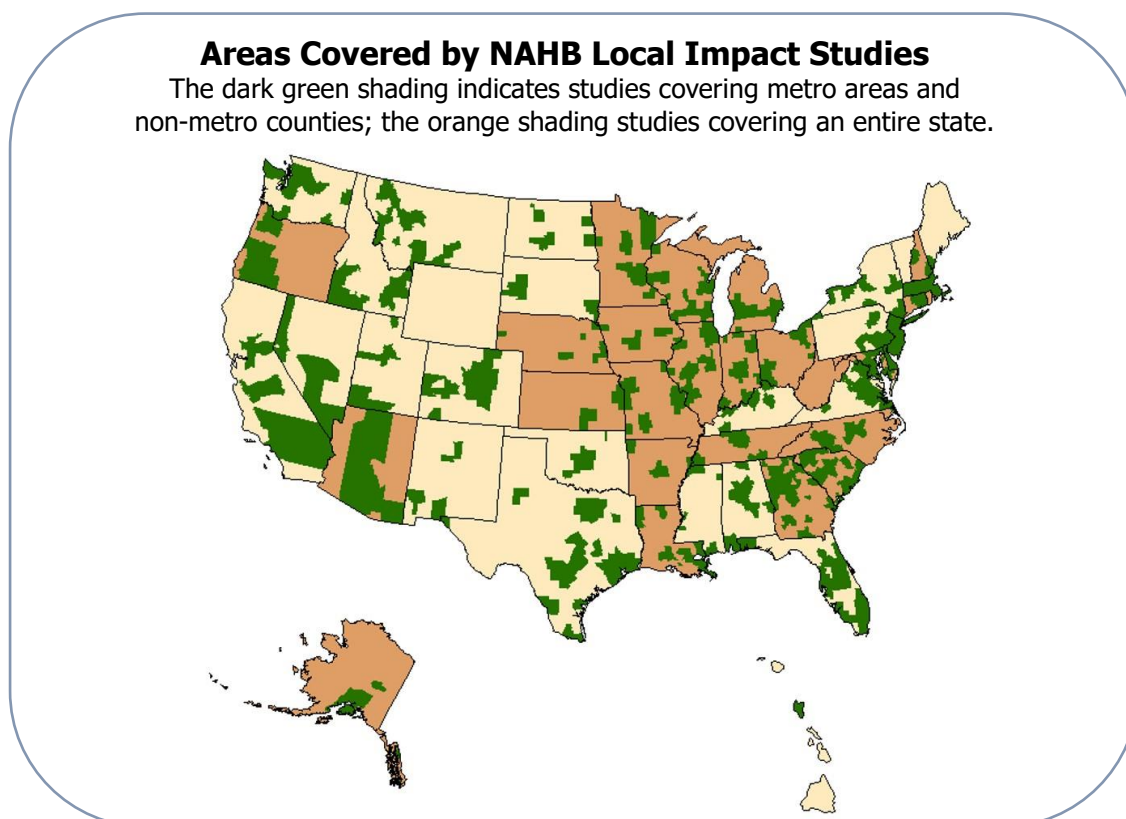 Areas Covered by NAHB Local Impact Studies
The dark green shading indicates studies covering metro areas and
non-metro counties; the orange shading studies covering an entire state.